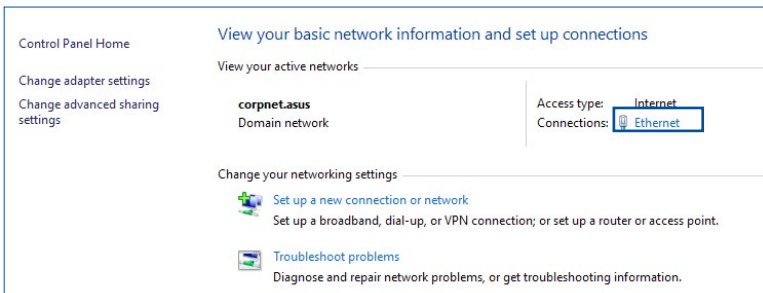 Control Panel Home
Change adapter settings
Change advanced sharing
settings
View your basic network information and set up connections
View your active networks
corpnet.asus
Domain network
Access type: Internet
Connections: Ethernet
Change your networking settings
Set up a new connection or network
Set up a broadband, dial-up, or VPN connection; or set up a router or access point.
Troubleshoot problems
Diagnose and repair network problems, or get troubleshooting information.